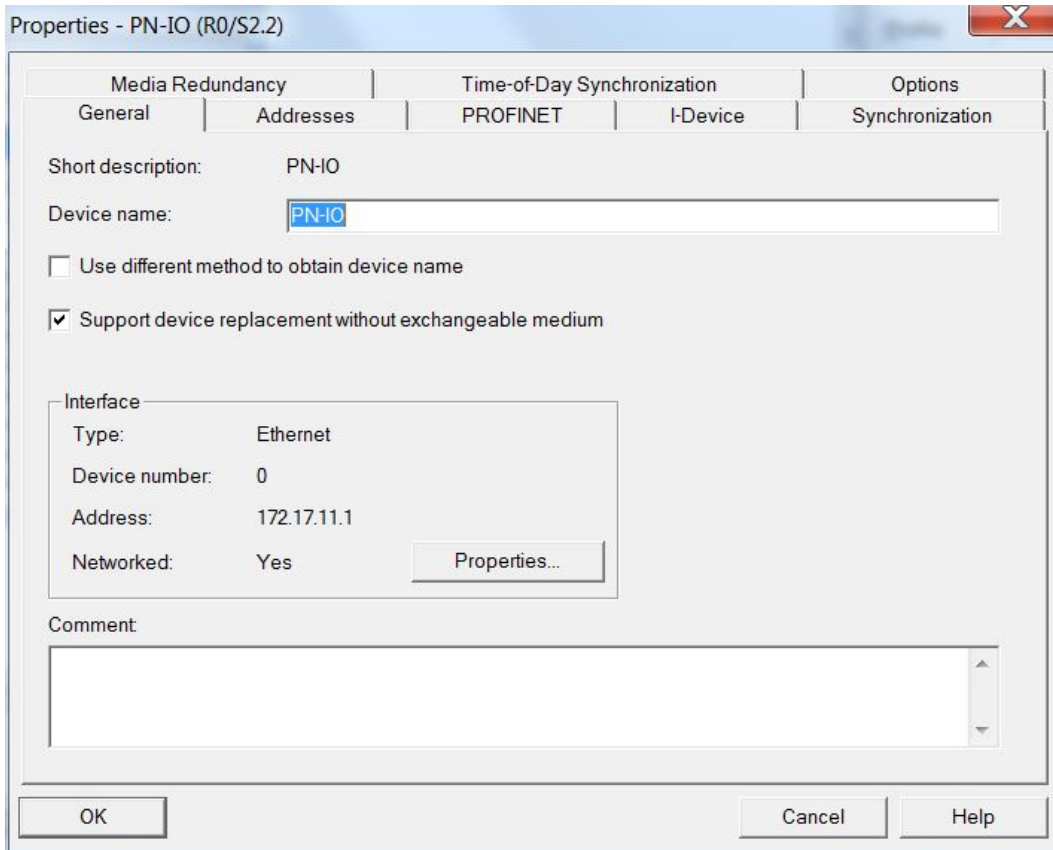 Properties - PN-IO (R0/S2.2)
Media Redundancy Time-of-Day Synchronization Options
General Addresses PROFINET I-Device Synchronization
Short description: PN-IO
Device name: PN-IO
Use different method to obtain device name
Support device replacement without exchangeable medium
Interface
Type: Ethernet
Device number: 0
Address: 172.17.11.1
Networked: Yes Properties...
Comment:
OK Cancel Help